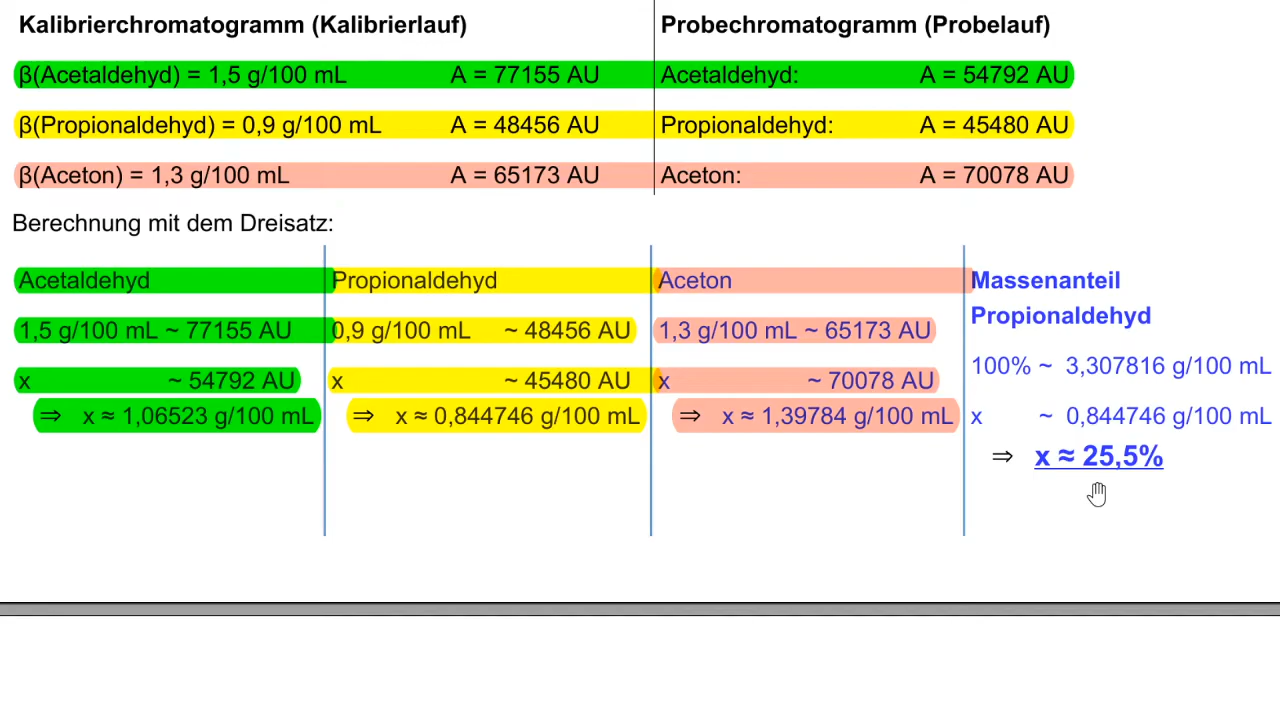 Kalibrierchromatogramm (Kalibrierlauf) Probechromatogramm (Probelauf)
β(Acetaldehyd) = 1,5 g/100 mL A = 77155 AU Acetaldehyd: A = 54792 AU
β(Propionaldehyd) = 0,9 g/100 mL A = 48456 AU Propionaldehyd: A = 45480 AU
β(Aceton) = 1,3 g/100 mL A = 65173 AU Aceton: A = 70078 AU
Berechnung mit dem Dreisatz:
Acetaldehyd
1,5 g/100 mL ~ 77155 AU
x ~ 54792 AU
⇒ x ≈ 1,06523 g/100 mL
Propionaldehyd
0,9 g/100 mL ~ 48456 AU
x ~ 45480 AU
⇒ x ≈ 0,844746 g/100 mL
Aceton
1,3 g/100 mL ~ 65173 AU
x ~ 70078 AU
⇒ x ≈ 1,39784 g/100 mL
Massenanteil
Propionaldehyd
100% ~ 3,307816 g/100 mL
x ~ 0,844746 g/100 mL
⇒ x ≈ 25,5%